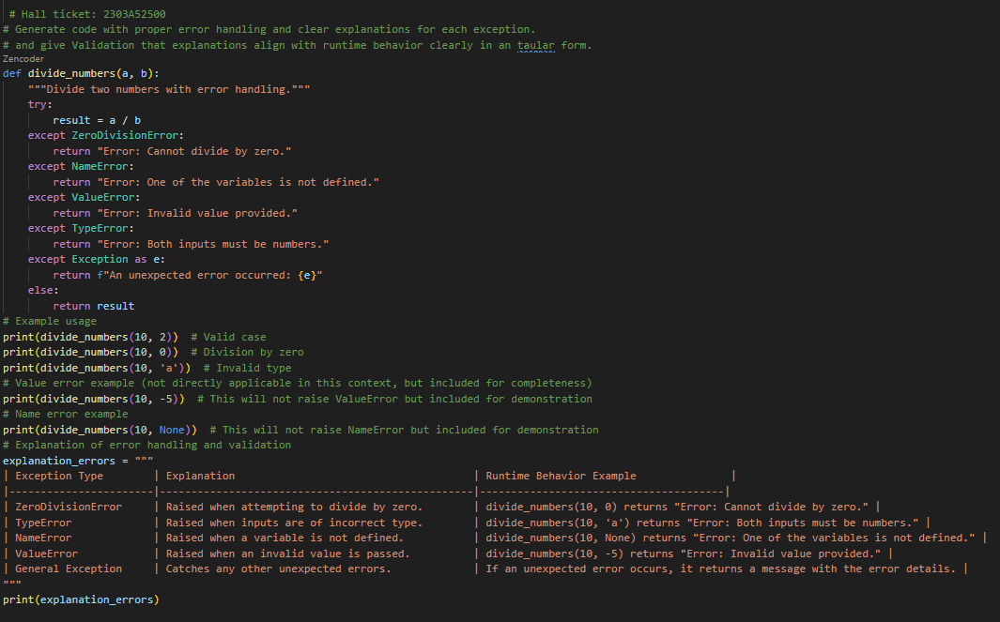 # Hall ticket: 2303A52500
# Generate code with proper error handling and clear explanations for each exception.
# and give Validation that explanations align with runtime behavior clearly in an taular form.
Zencoder
def divide_numbers(a, b):
    """Divide two numbers with error handling."""
    try:
        result = a / b
    except ZeroDivisionError:
        return "Error: Cannot divide by zero."
    except NameError:
        return "Error: One of the variables is not defined."
    except ValueError:
        return "Error: Invalid value provided."
    except TypeError:
        return "Error: Both inputs must be numbers."
    except Exception as e:
        return f"An unexpected error occurred: {e}"
    else:
        return result
# Example usage
print(divide_numbers(10, 2))  # Valid case
print(divide_numbers(10, 0))  # Division by zero
print(divide_numbers(10, 'a'))  # Invalid type
# Value error example (not directly applicable in this context, but included for completeness)
print(divide_numbers(10, -5))  # This will not raise ValueError but included for demonstration
# Name error example
print(divide_numbers(10, None))  # This will not raise NameError but included for demonstration
# Explanation of error handling and validation
explanation_errors = """
| Exception Type        | Explanation                                      | Runtime Behavior Example               |
|-----------------------|--------------------------------------------------|---------------------------------------|
| ZeroDivisionError     | Raised when attempting to divide by zero.        | divide_numbers(10, 0) returns "Error: Cannot divide by zero." |
| TypeError             | Raised when inputs are of incorrect type.        | divide_numbers(10, 'a') returns "Error: Both inputs must be numbers." |
| NameError             | Raised when a variable is not defined.           | divide_numbers(10, None) returns "Error: One of the variables is not defined." |
| ValueError            | Raised when an invalid value is passed.          | divide_numbers(10, -5) returns "Error: Invalid value provided." |
| General Exception     | Catches any other unexpected errors.             | If an unexpected error occurs, it returns a message with the error details. |
"""
print(explanation_errors)